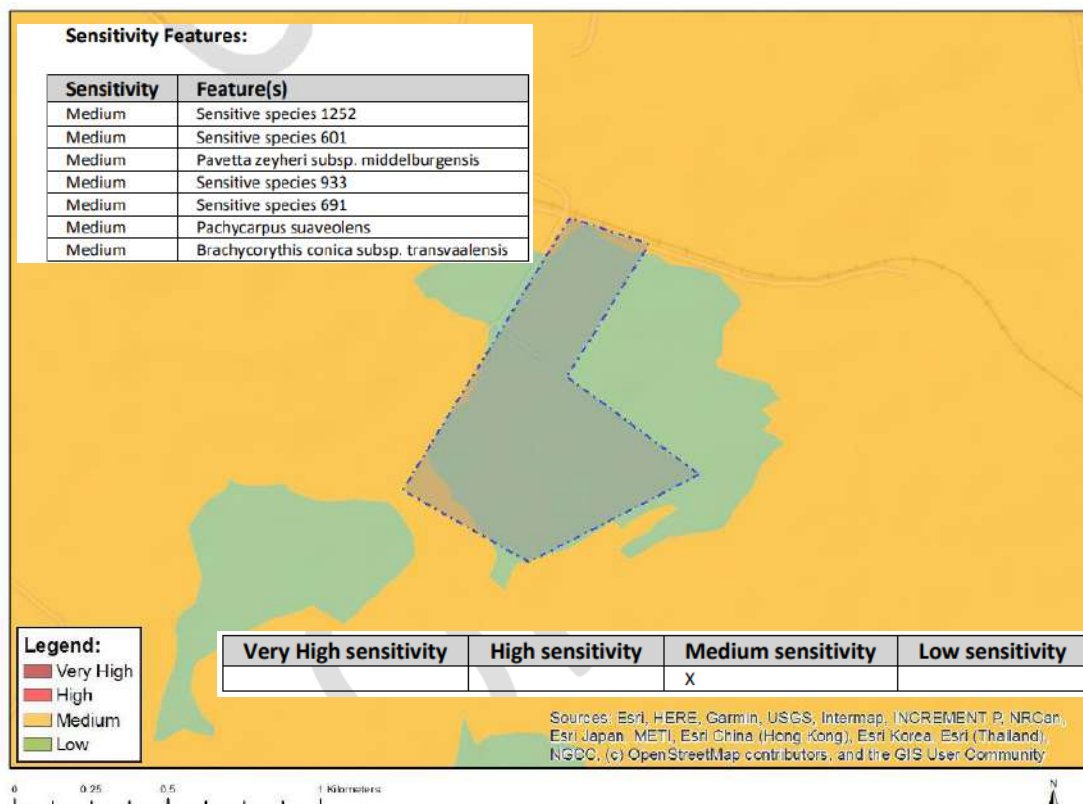 Sensitivity Features:
Sensitivity Feature(s)
Medium Sensitive species 1252
Medium Sensitive species 601
Medium Pavetta zeyheri subsp. middelburgensis
Medium Sensitive species 933
Medium Sensitive species 691
Medium Pachycarpus suaveolens
Medium Brachycorythis conica subsp. transvaalensis
Legend:
Very High
High
Medium
Low
Very High sensitivity High sensitivity Medium sensitivity Low sensitivity
X
Sources: Esri, HERE, Garmin, USGS, Intermap, INCREMENT P, NRCan,
Esri Japan, METI, Esri China (Hong Kong), Esri Korea, Esri (Thailand),
NGCC, (c) OpenStreetMap contributors, and the GIS User Community
0 0.25 0.5 1 Kilometers
N